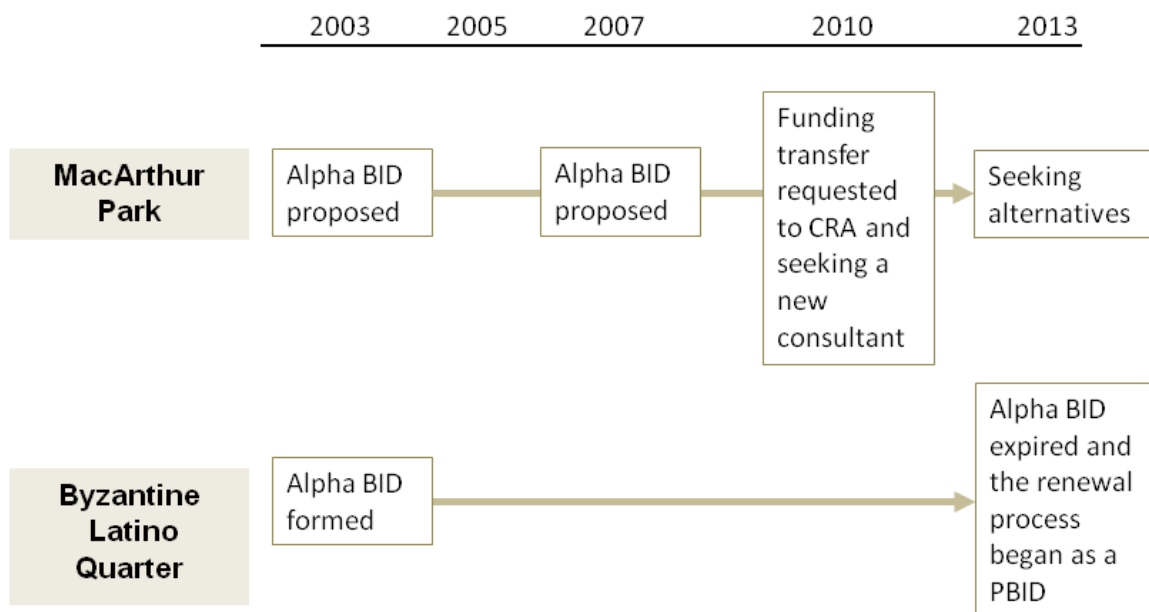 2003 2005 2007 2010 2013
MacArthur
Park
Alpha BID
proposed
Alpha BID
proposed
Funding
transfer
requested
to CRA and
seeking a
new
consultant
Seeking
alternatives
Byzantine
Latino
Quarter
Alpha BID
formed
Alpha BID
expired and
the renewal
process
began as a
PBID